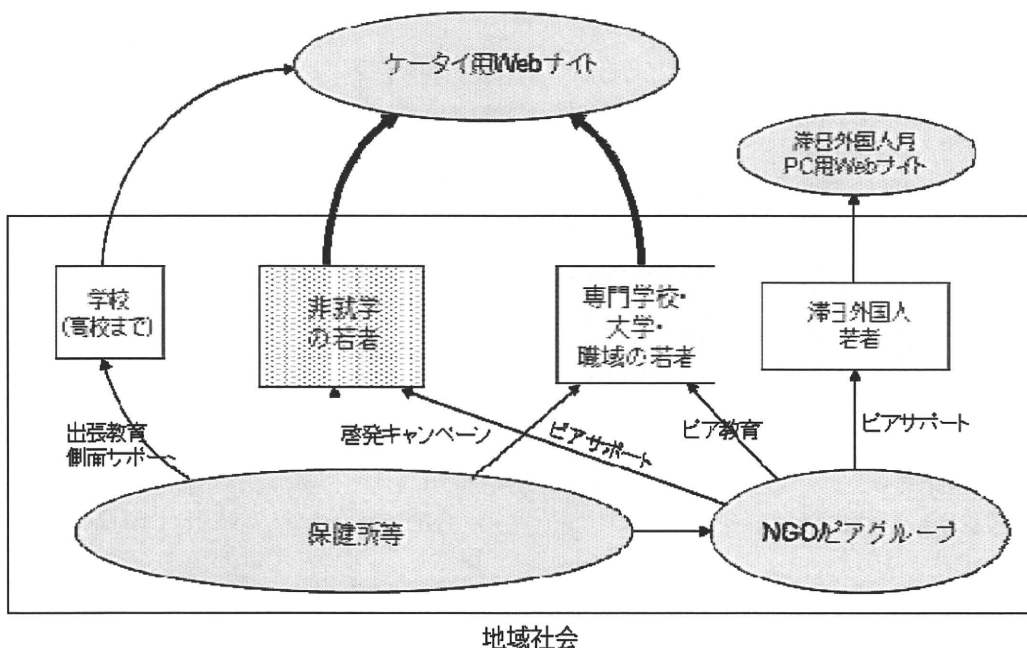 ケータイ用Webサイト
滞日外国人用
PC用Webサイト
学校
(高校まで)
非就学
の若者
専門学校・
大学・
職域の若者
滞日外国人
若者
出張教育
側面サポート
啓発キャンペーン
ピアサポート
ピア教育
ピアサポート
保健所等
NGO/ピアグループ
地域社会